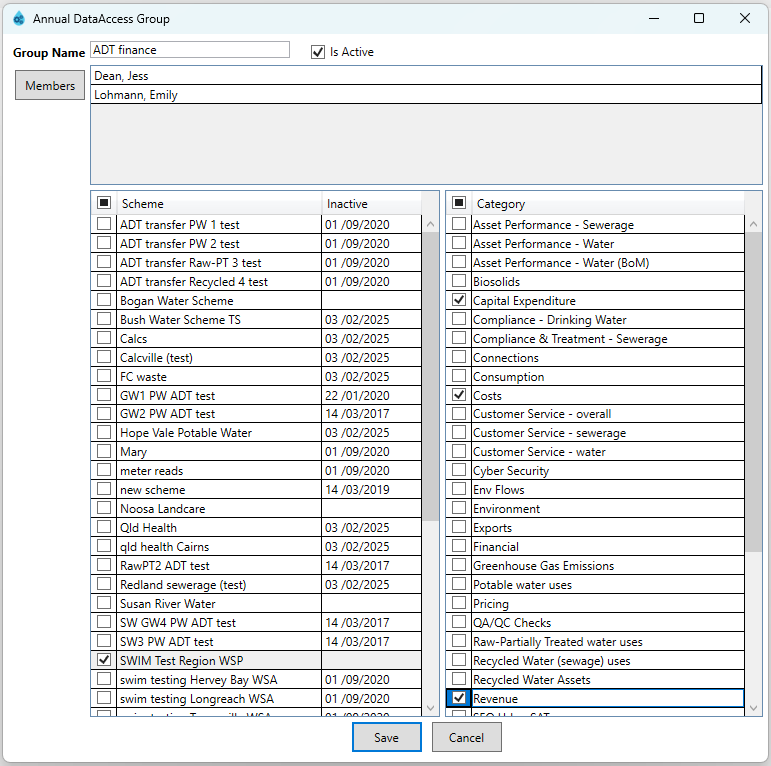 Annual DataAccess Group
Group Name ADT finance Is Active
Members
Dean, Jess
Lohmann, Emily
Scheme Inactive
ADT transfer PW 1 test 01 /09/2020
ADT transfer PW 2 test 01 /09/2020
ADT transfer Raw-PT 3 test 01 /09/2020
ADT transfer Recycled 4 test 01 /09/2020
Bogan Water Scheme
Bush Water Scheme TS 03 /02/2025
Calcs 03 /02/2025
Calcville (test) 03 /02/2025
FC waste 03 /02/2025
GW1 PW ADT test 22 /01/2020
GW2 PW ADT test 14 /03/2017
Hope Vale Potable Water 03 /02/2025
Mary 01 /09/2020
meter reads 01 /09/2020
new scheme 14 /03/2019
Noosa Landcare
Qld Health 03 /02/2025
qld health Cairns 03 /02/2025
RawPT2 ADT test 14 /03/2017
Redland sewerage (test) 03 /02/2025
Susan River Water
SW GW4 PW ADT test 14 /03/2017
SW3 PW ADT test 14 /03/2017
SWIM Test Region WSP
swim testing Hervey Bay WSA 01 /09/2020
swim testing Longreach WSA 01 /09/2020
Category
Asset Performance - Sewerage
Asset Performance - Water
Asset Performance - Water (BoM)
Biosolids
Capital Expenditure
Compliance - Drinking Water
Compliance & Treatment - Sewerage
Connections
Consumption
Costs
Customer Service - overall
Customer Service - sewerage
Customer Service - water
Cyber Security
Env Flows
Environment
Exports
Financial
Greenhouse Gas Emissions
Potable water uses
Pricing
QA/QC Checks
Raw-Partially Treated water uses
Recycled Water (sewage) uses
Recycled Water Assets
Revenue
Save Cancel